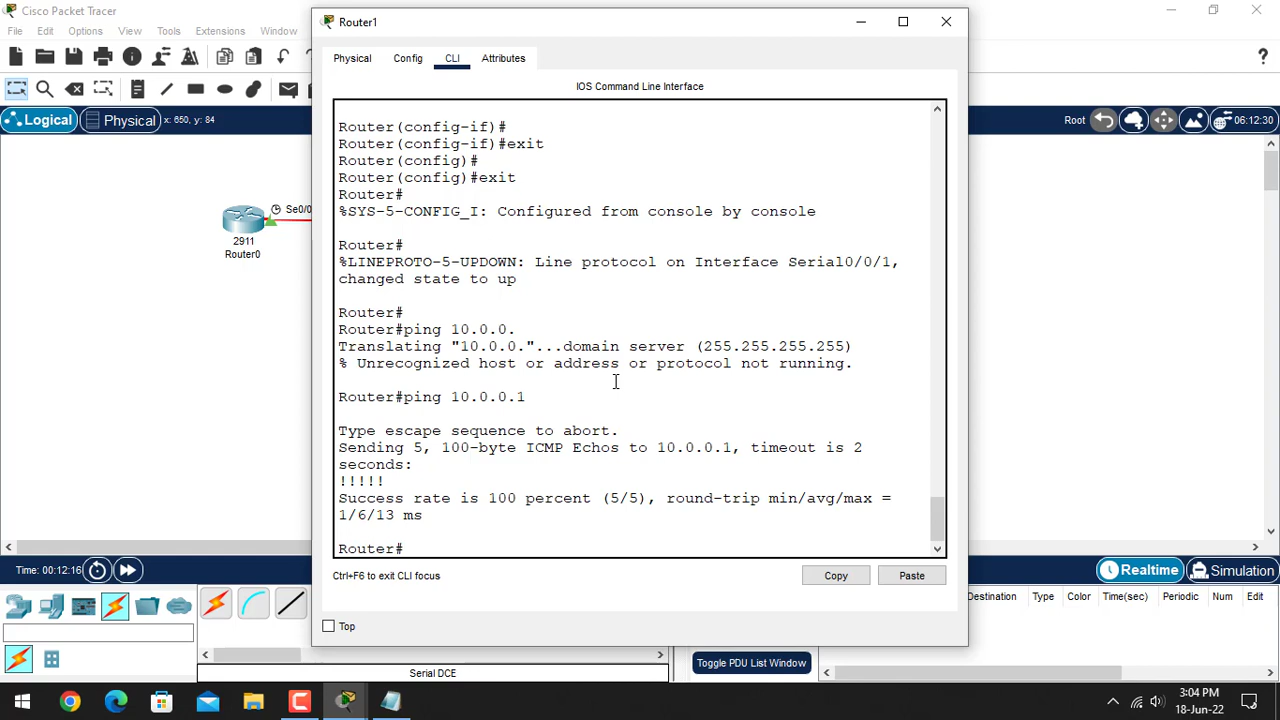 Cisco Packet Tracer
File Edit Options View Tools Extensions Window
Logical Physical x: 650, y: 84 Root 06:12:30
Se0/0
2911
Router0
Router1
Physical Config CLI Attributes
IOS Command Line Interface
Router(config-if)#
Router(config-if)#exit
Router(config)#
Router(config)#exit
Router#
%SYS-5-CONFIG_I: Configured from console by console
Router#
%LINEPROTO-5-UPDOWN: Line protocol on Interface Serial0/0/1,
changed state to up
Router#
Router#ping 10.0.0.
Translating "10.0.0."...domain server (255.255.255.255)
% Unrecognized host or address or protocol not running.
Router#ping 10.0.0.1
Type escape sequence to abort.
Sending 5, 100-byte ICMP Echos to 10.0.0.1, timeout is 2
seconds:
!!!!!
Success rate is 100 percent (5/5), round-trip min/avg/max =
1/6/13 ms
Router#
Ctrl+F6 to exit CLI focus
Copy Paste
Top
Time: 00:12:16
Realtime Simulation
Destination Type Color Time(sec) Periodic Num Edit
Serial DCE
Toggle PDU List Window
3:04 PM
18-Jun-22